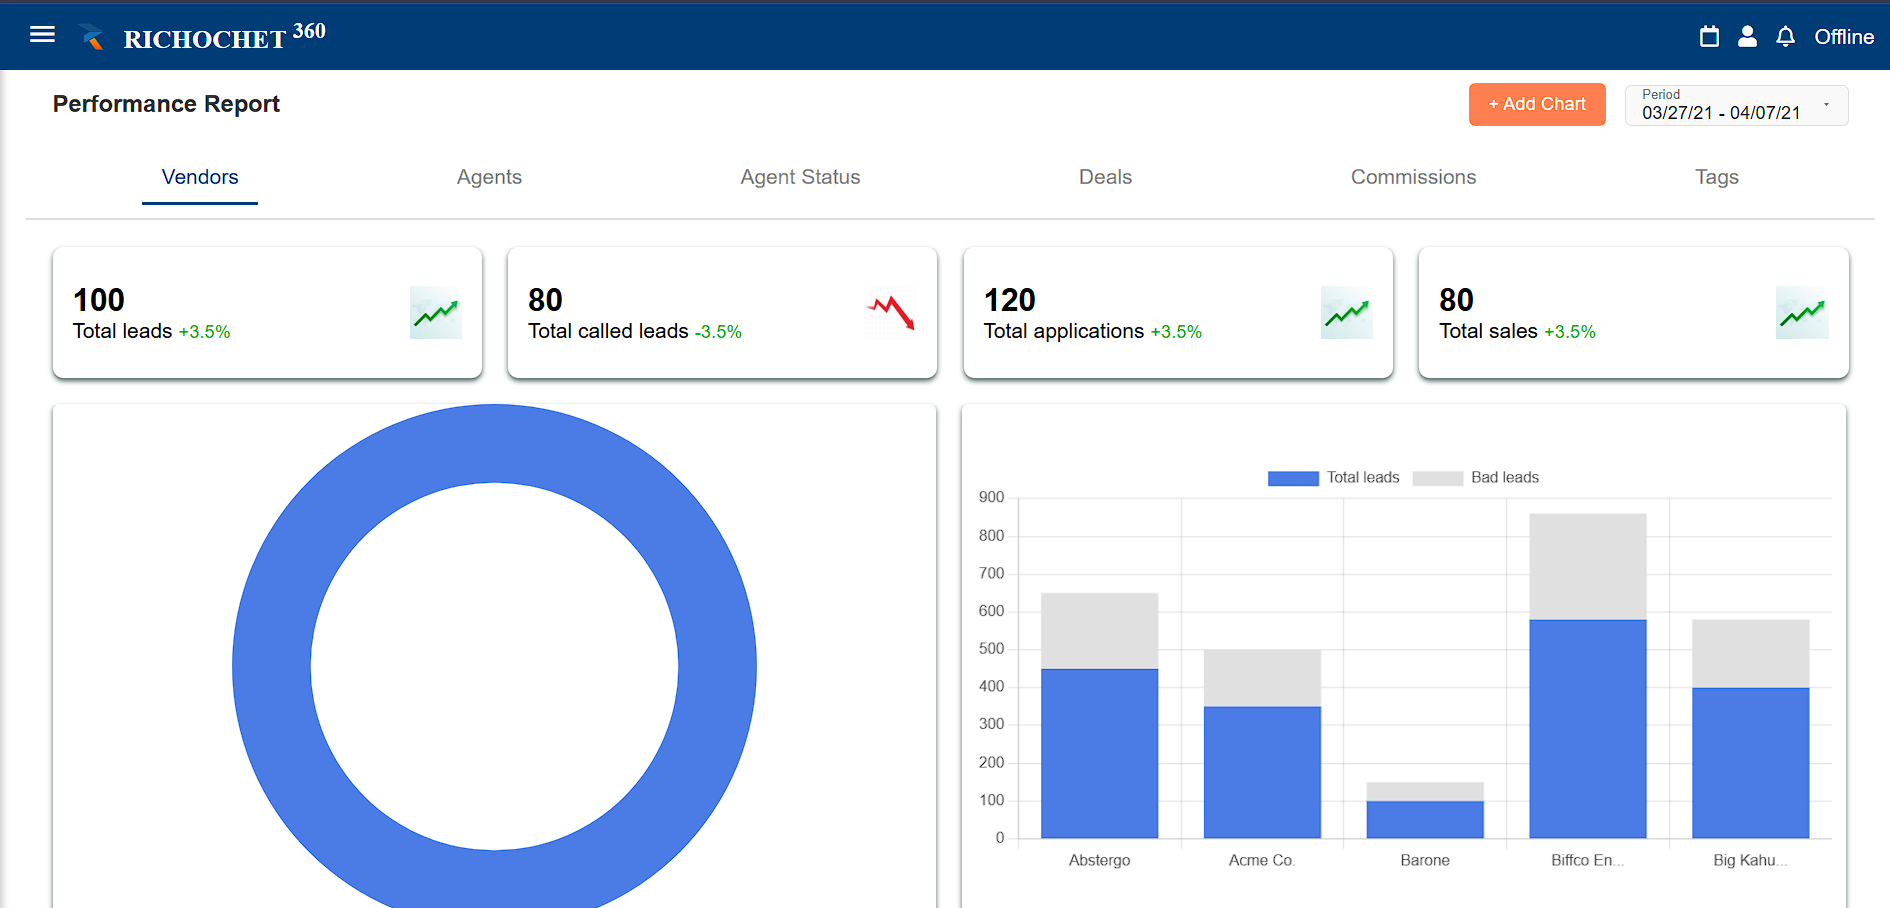 RICHOCHET 360
Offline
Performance Report
+ Add Chart
Period
03/27/21 - 04/07/21
Vendors
Agents
Agent Status
Deals
Commissions
Tags
100
Total leads +3.5%
80
Total called leads -3.5%
120
Total applications +3.5%
80
Total sales +3.5%
Total leads
Bad leads
900
800
700
600
500
400
300
200
100
0
Abstergo
Acme Co.
Barone
Biffco En...
Big Kahu...